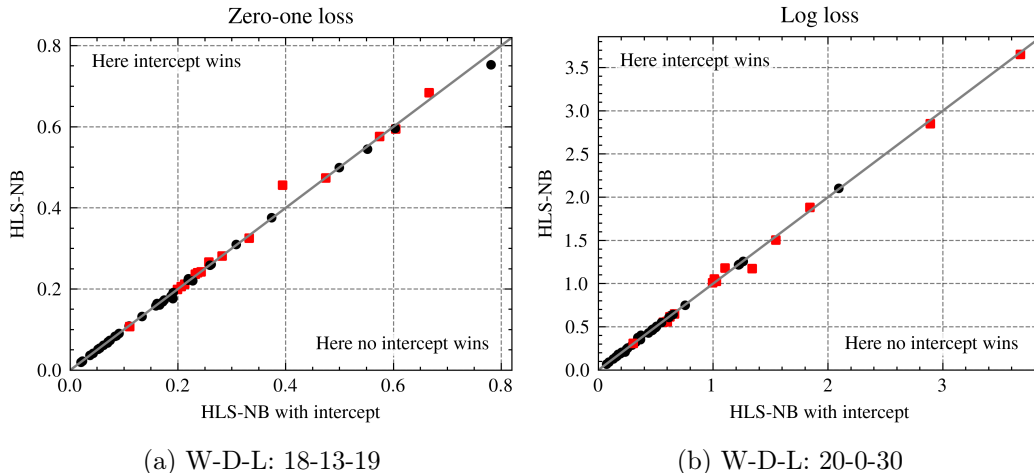 Zero-one loss
0.8
0.6
0.4
0.2
0.0
HLS-NB
Here intercept wins
Here no intercept wins
0.0
0.2
0.4
0.6
0.8
HLS-NB with intercept
(a) W-D-L: 18-13-19
Log loss
3.5
3.0
2.5
2.0
1.5
1.0
0.5
0.0
HLS-NB
Here intercept wins
Here no intercept wins
0
1
2
3
HLS-NB with intercept
(b) W-D-L: 20-0-30